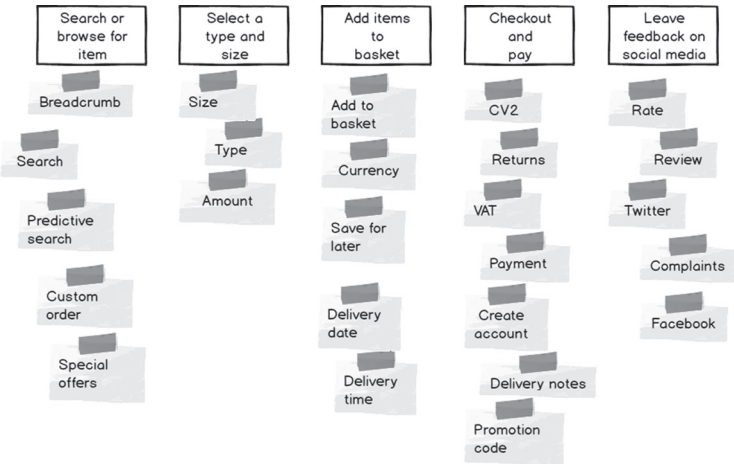 Search or
browse for
item
Select a
type and
size
Add items
to
basket
Checkout
and
pay
Leave
feedback on
social media
Breadcrumb
Search
Predictive
search
Custom
order
Special
offers
Size
Type
Amount
Add to
basket
Currency
Save for
later
Delivery
date
Delivery
time
CV2
Returns
VAT
Payment
Create
account
Delivery notes
Promotion
code
Rate
Review
Twitter
Complaints
Facebook